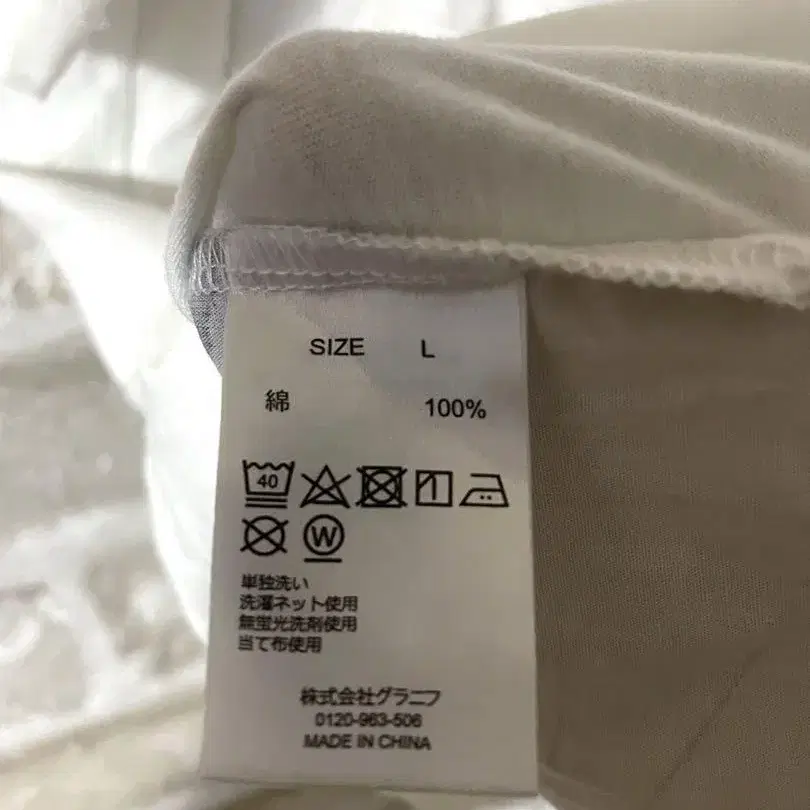 SIZE L
綿 100%
40
W
単独洗い
洗濯ネット使用
無蛍光洗剤使用
当て布使用
株式会社グラニフ
0120-963-506
MADE IN CHINA